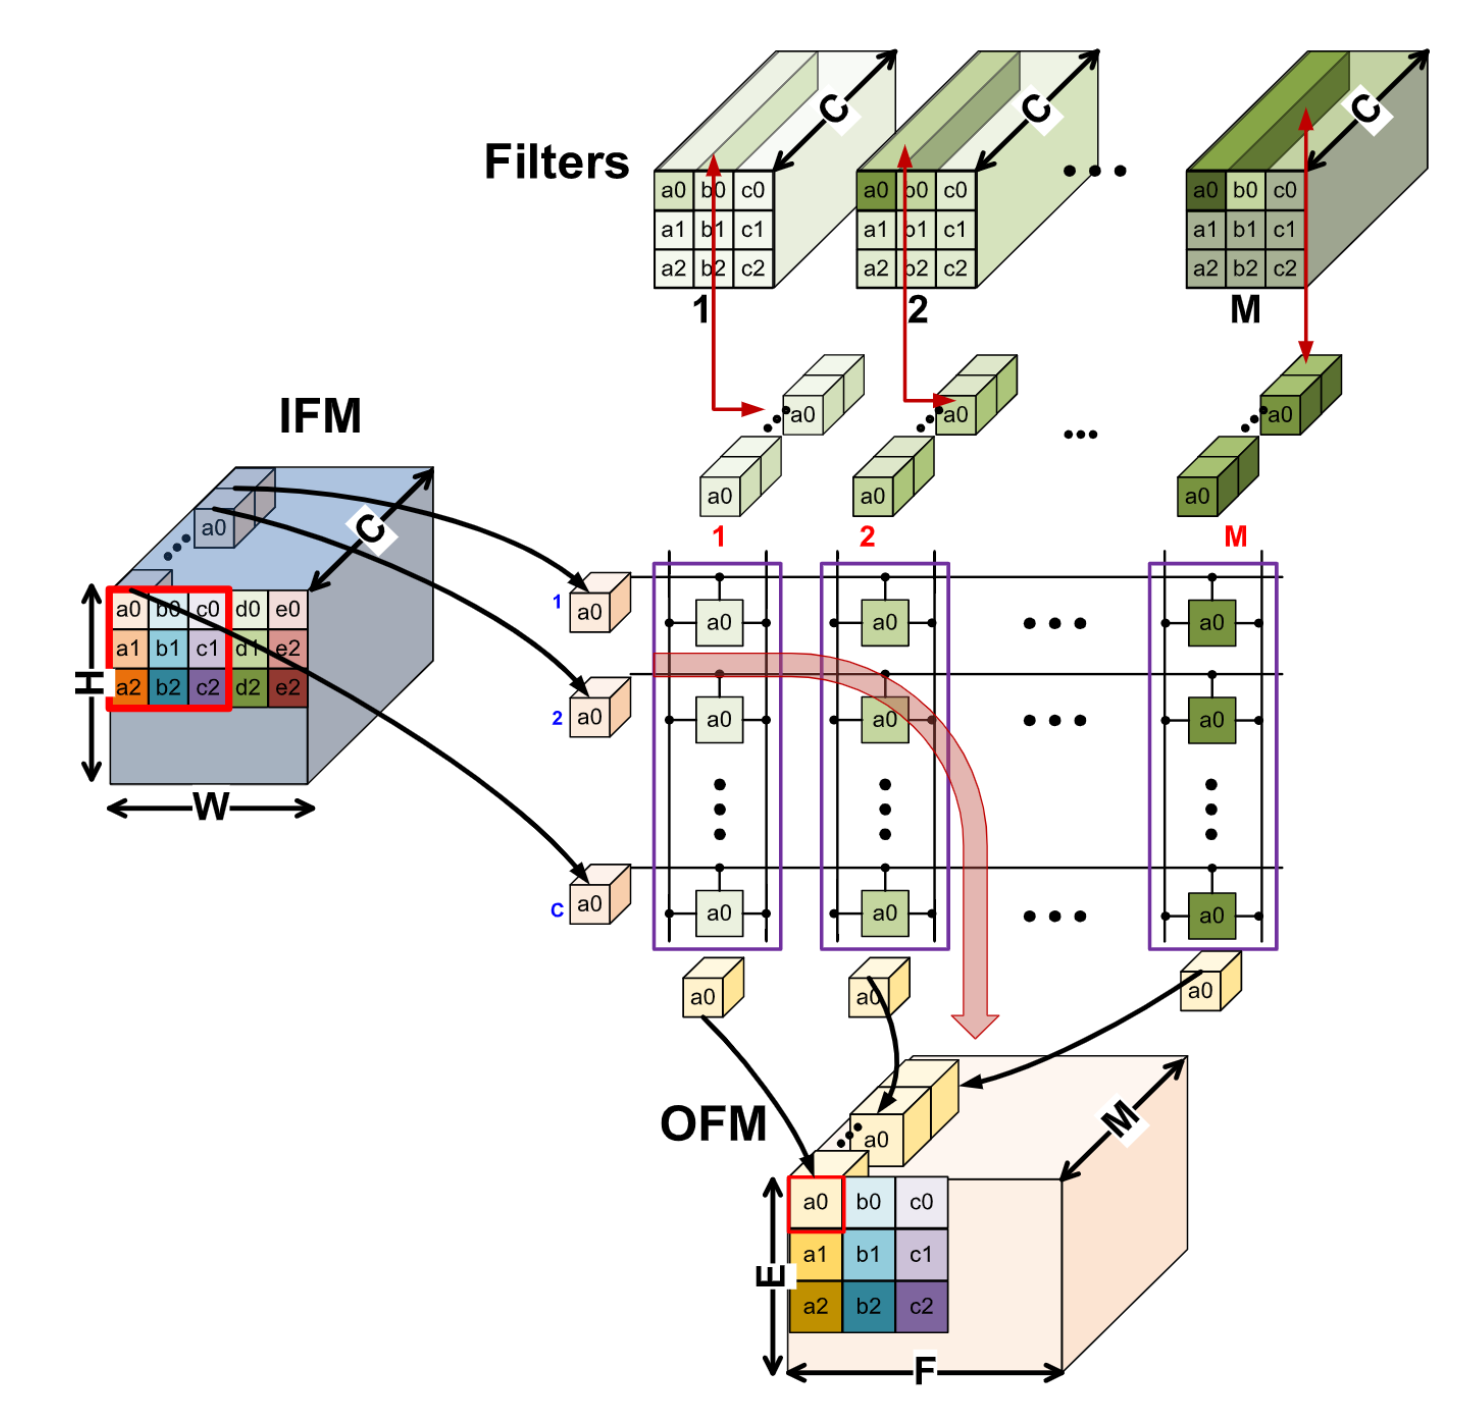 C C C
Filters
a0 b0 c0 a0 b0 c0 a0 b0 c0
a1 b1 c1 a1 b1 c1 a1 b1 c1
a2 b2 c2 a2 b2 c2 a2 b2 c2
1 2 M
IFM
a0 a0 a0
a0 a0 a0
1 2 M
C
a0
H
a0 b0 c0 d0 e0
a1 b1 c1 d1 e2
a2 b2 c2 d2 e2
W
1 a0 a0 a0 a0
2 a0 a0 a0 a0
C a0 a0 a0 a0
a0 a0 a0
OFM
M
a0
E
a0 b0 c0
a1 b1 c1
a2 b2 c2
F